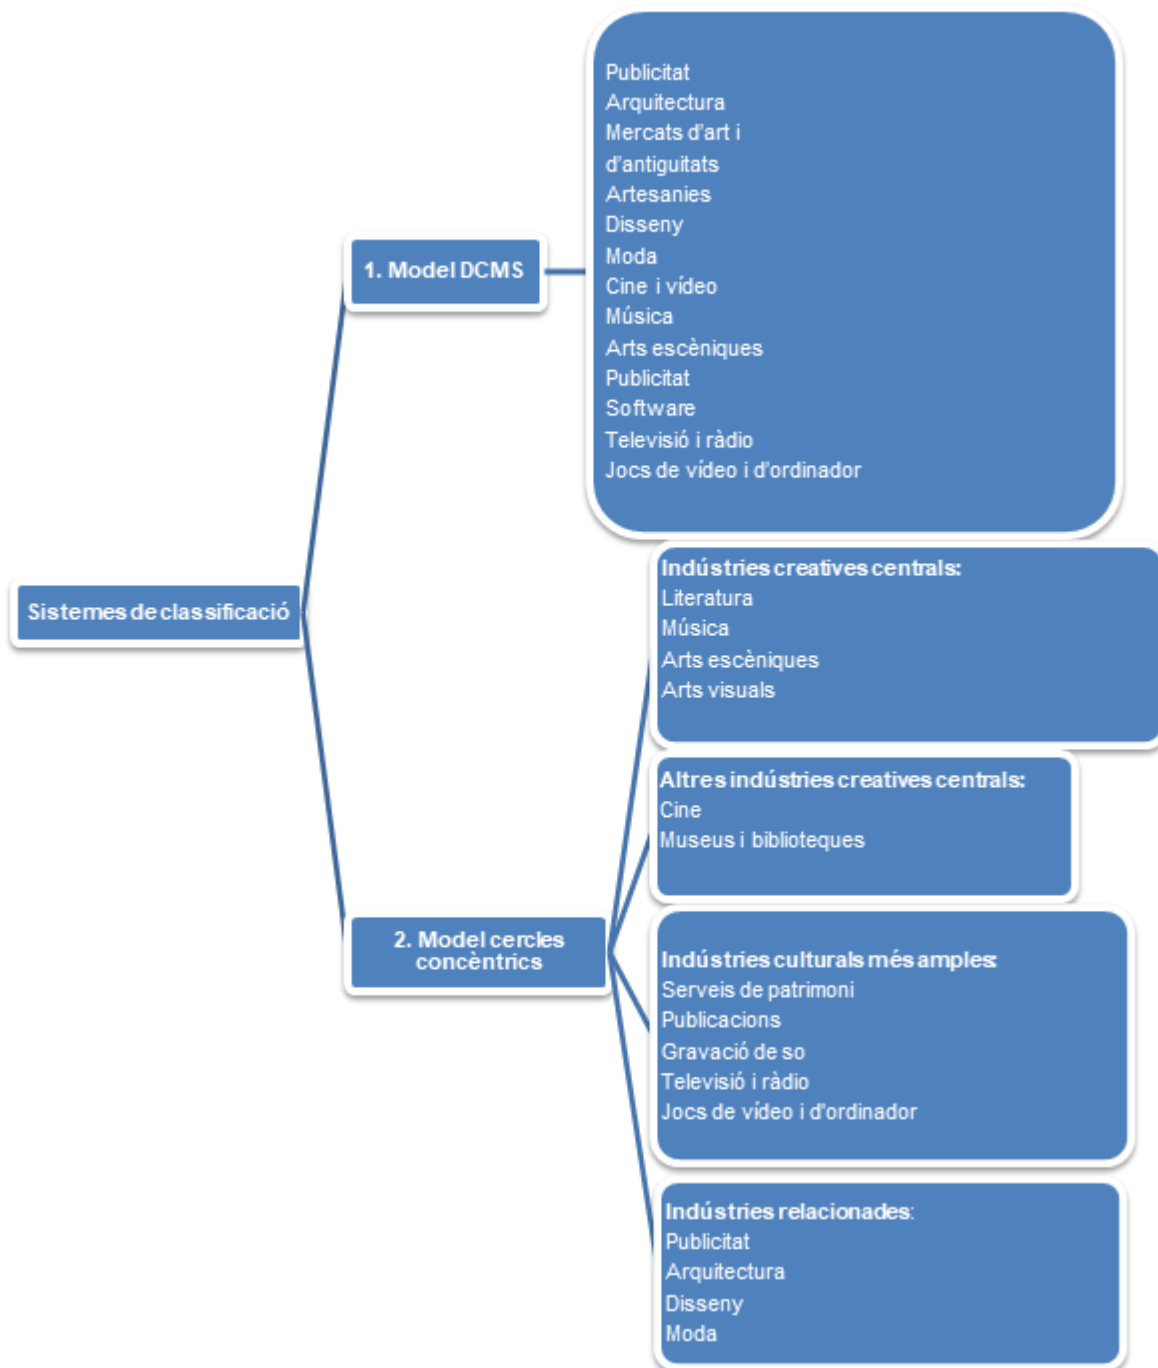 Sistemes de classificació
1. Model DCMS
Publicitat
Arquitectura
Mercats d'art i
d'antiguitats
Artesanies
Disseny
Moda
Cine i vídeo
Música
Arts escèniques
Publicitat
Software
Televisió i ràdio
Jocs de vídeo i d'ordinador
2. Model cercles
concèntrics
Indústries creatives centrals:
Literatura
Música
Arts escèniques
Arts visuals
Altres indústries creatives centrals:
Cine
Museus i biblioteques
Indústries culturals més amples:
Serveis de patrimoni
Publicacions
Gravació de so
Televisió i ràdio
Jocs de vídeo i d'ordinador
Indústries relacionades:
Publicitat
Arquitectura
Disseny
Moda